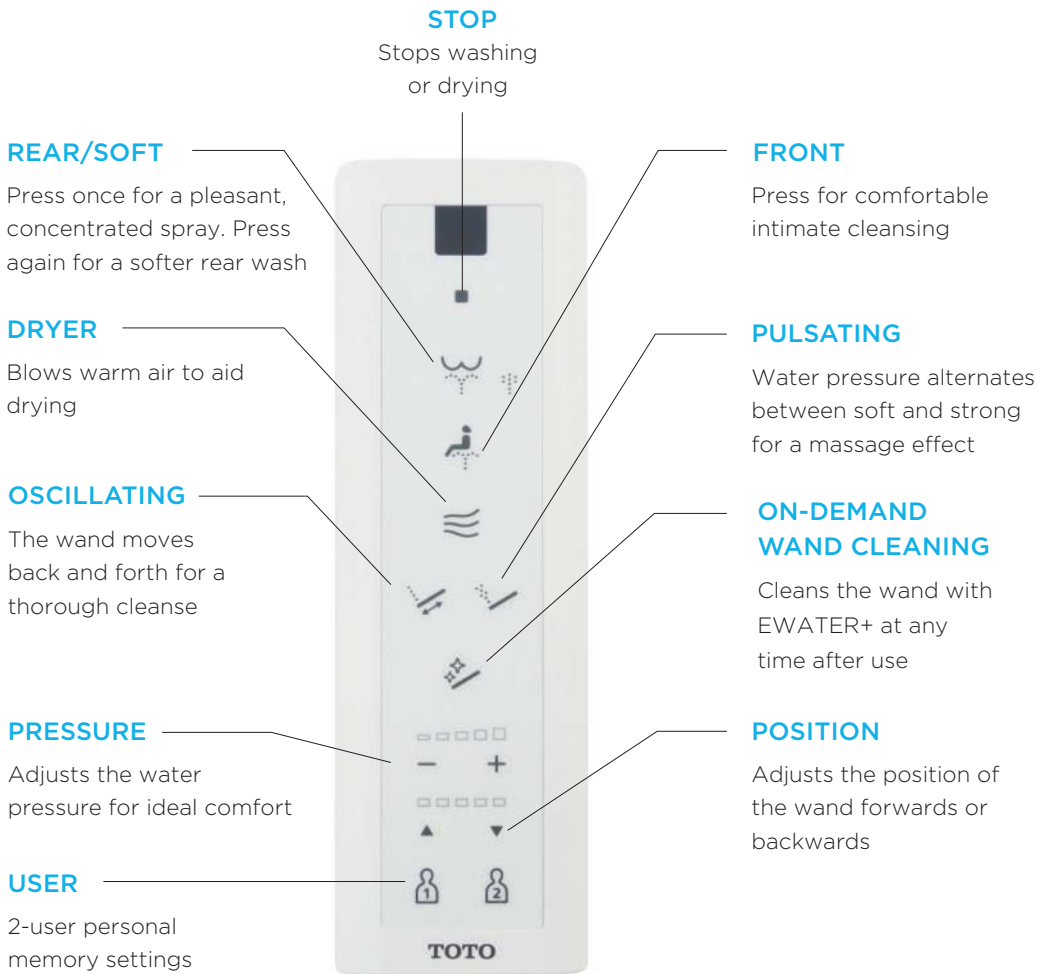 STOP
Stops washing
or drying
REAR/SOFT
Press once for a pleasant,
concentrated spray. Press
again for a softer rear wash
DRYER
Blows warm air to aid
drying
OSCILLATING
The wand moves
back and forth for a
thorough cleanse
PRESSURE
Adjusts the water
pressure for ideal comfort
USER
2-user personal
memory settings
FRONT
Press for comfortable
intimate cleansing
PULSATING
Water pressure alternates
between soft and strong
for a massage effect
ON-DEMAND
WAND CLEANING
Cleans the wand with
EWATER+ at any
time after use
POSITION
Adjusts the position of
the wand forwards or
backwards
− +
1 2
TOTO